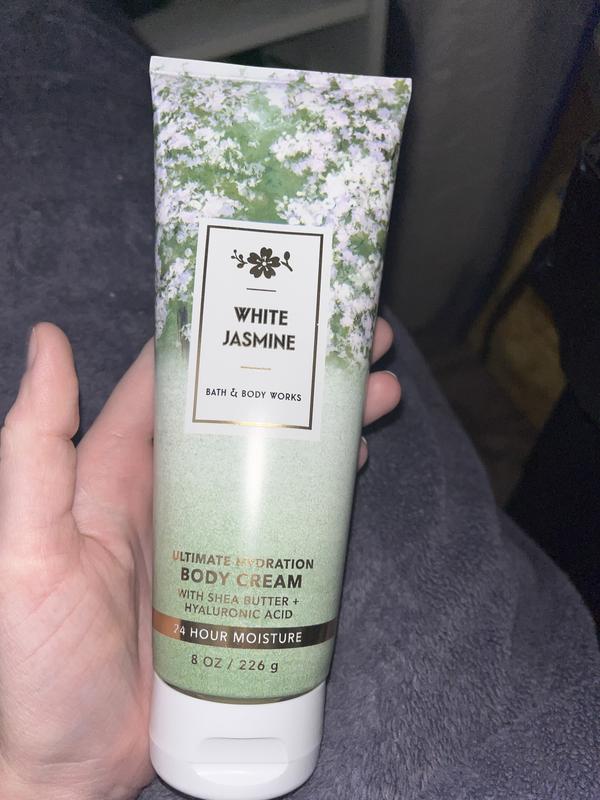 WHITE
JASMINE
BATH & BODY WORKS
ULTIMATE HYDRATION
BODY CREAM
WITH SHEA BUTTER +
HYALURONIC ACID
24 HOUR MOISTURE
8 OZ / 226 g